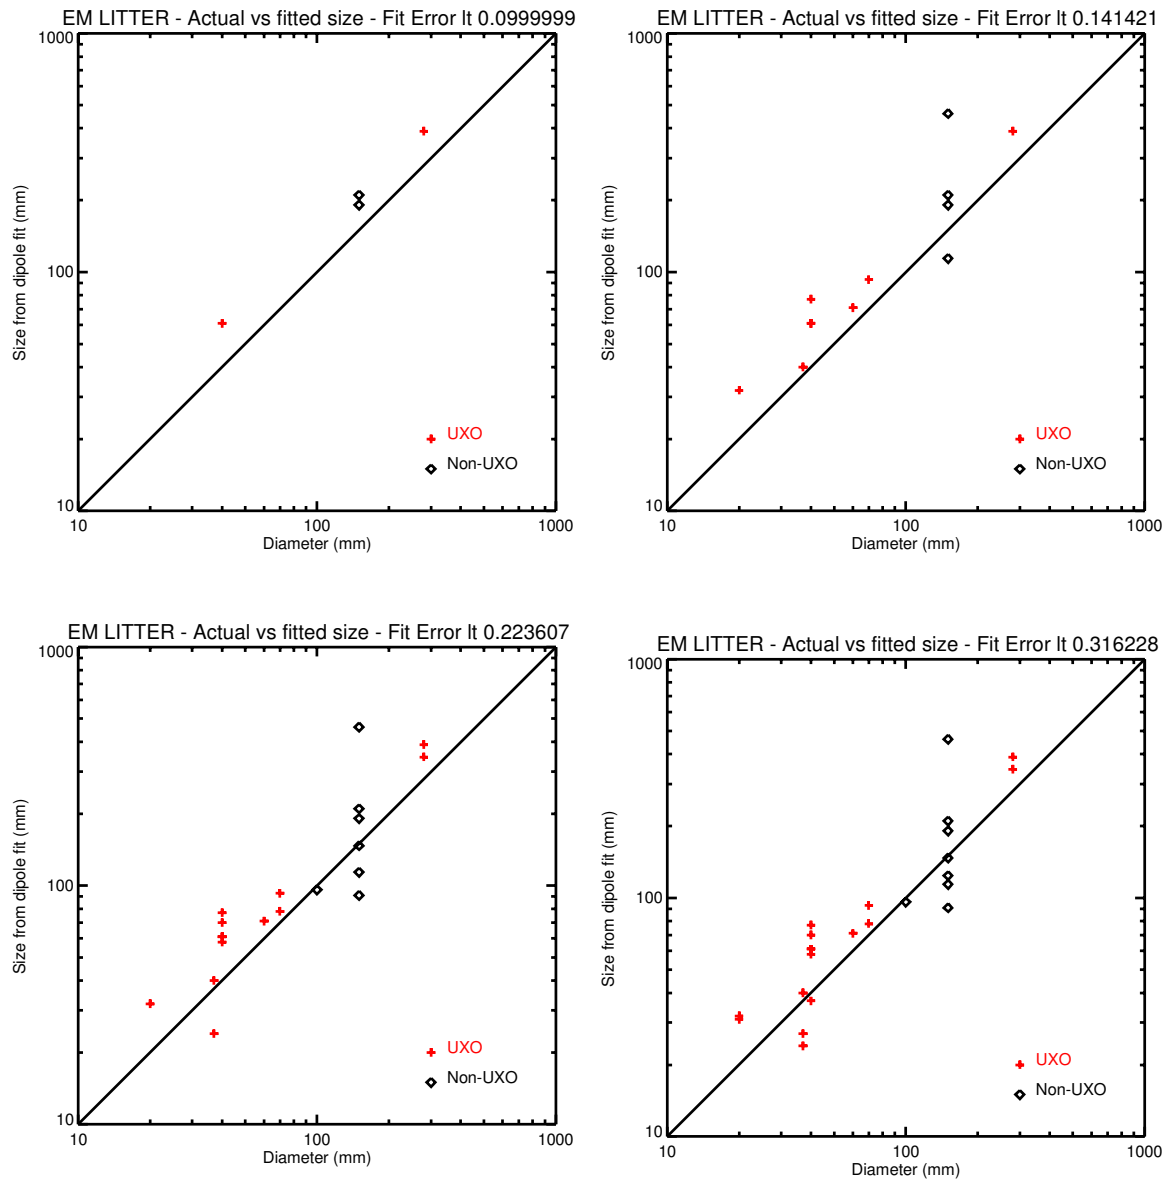 EM LITTER - Actual vs fitted size - Fit Error lt 0.0999999
1000
100
10
Size from dipole fit (mm)
UXO
Non-UXO
10 100 1000
Diameter (mm)
EM LITTER - Actual vs fitted size - Fit Error lt 0.141421
1000
100
10
Size from dipole fit (mm)
UXO
Non-UXO
10 100 1000
Diameter (mm)
EM LITTER - Actual vs fitted size - Fit Error lt 0.223607
1000
100
10
Size from dipole fit (mm)
UXO
Non-UXO
10 100 1000
Diameter (mm)
EM LITTER - Actual vs fitted size - Fit Error lt 0.316228
1000
100
10
Size from dipole fit (mm)
UXO
Non-UXO
10 100 1000
Diameter (mm)